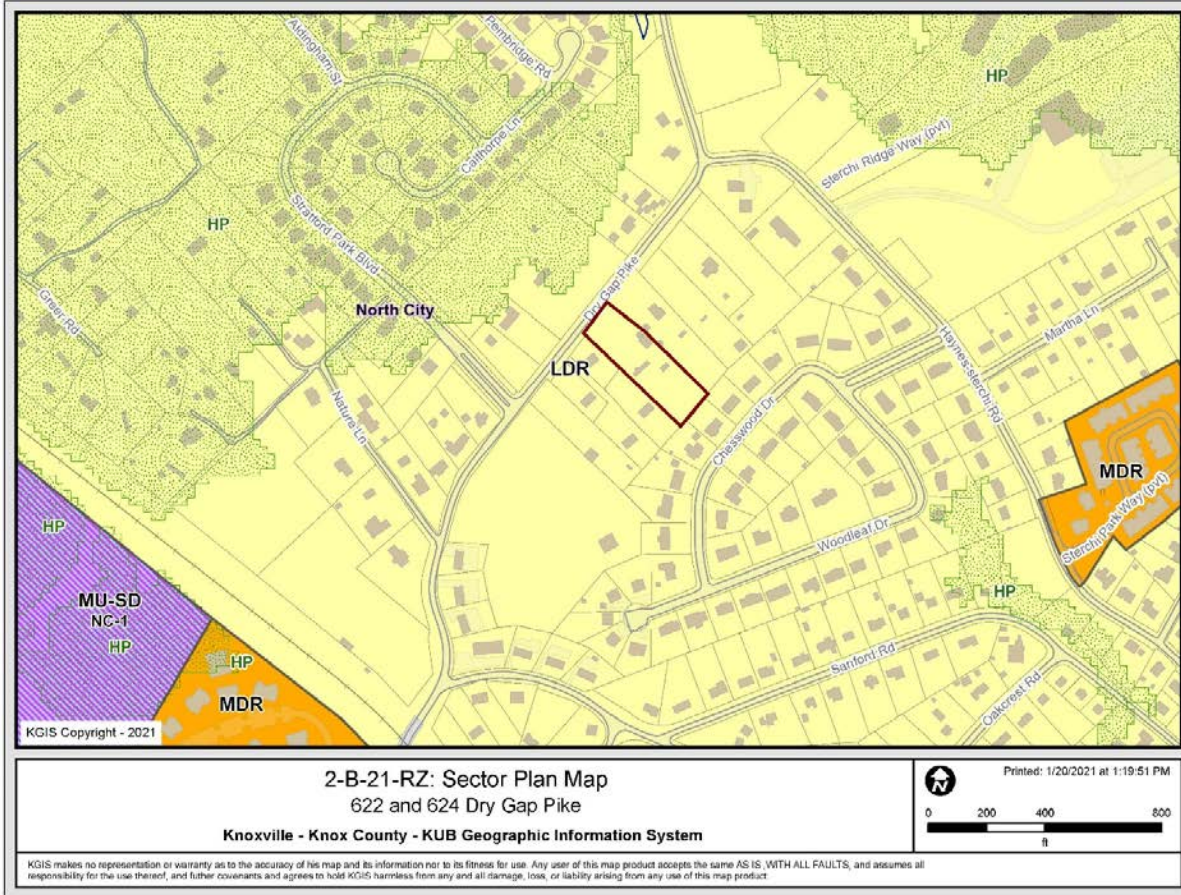 Aldingham St
Pembridge Rd
HP
Calthorpe Ln
Sterchi Ridge Way (pvt)
HP
Strafford Park Blvd
Greer Rd
North City
Dry Gap Pike
Haynes-sterchi Rd
Martha Ln
LDR
Nature Ln
Chesswood Dr
MDR
Sterchi Park Way (pvt)
HP
Woodleaf Dr
MU-SD
NC-1
HP
HP
HP
Sanford Rd
MDR
Oakcrest Rd
KGIS Copyright - 2021
2-B-21-RZ: Sector Plan Map
622 and 624 Dry Gap Pike
Knoxville - Knox County - KUB Geographic Information System
N
Printed: 1/20/2021 at 1:19:51 PM
0 200 400 800
ft
KGIS makes no representation or warranty as to the accuracy of his map and its information nor to its fitness for use. Any user of this map product accepts the same AS IS ,WITH ALL FAULTS, and assumes all
responsibility for the use thereof, and futher covenants and agrees to hold KGIS harmless from any and all damage, loss, or liability arising from any use of this map product.